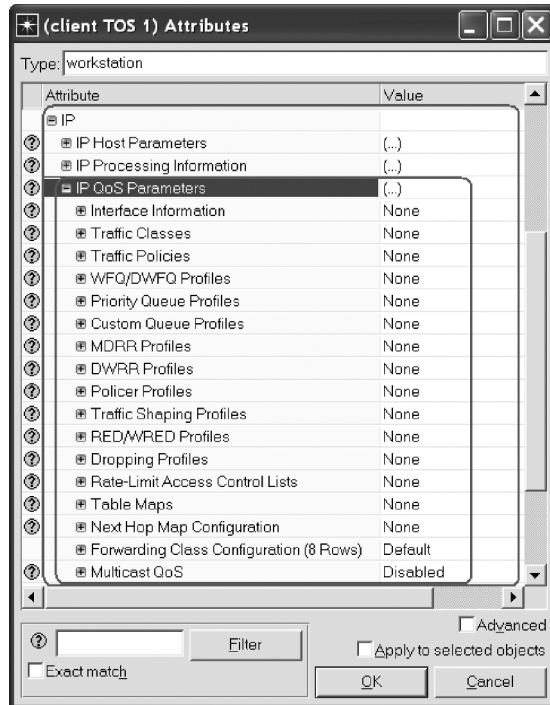 (client TOS 1) Attributes
Type: workstation
Attribute Value
IP
IP Host Parameters (...)
IP Processing Information (...)
IP QoS Parameters (...)
Interface Information None
Traffic Classes None
Traffic Policies None
WFQ/DWFQ Profiles None
Priority Queue Profiles None
Custom Queue Profiles None
MDRR Profiles None
DWRR Profiles None
Policer Profiles None
Traffic Shaping Profiles None
RED/WRED Profiles None
Dropping Profiles None
Rate-Limit Access Control Lists None
Table Maps None
Next Hop Map Configuration None
Forwarding Class Configuration (8 Rows) Default
Multicast QoS Disabled
Advanced
Filter
Apply to selected objects
Exact match
OK Cancel